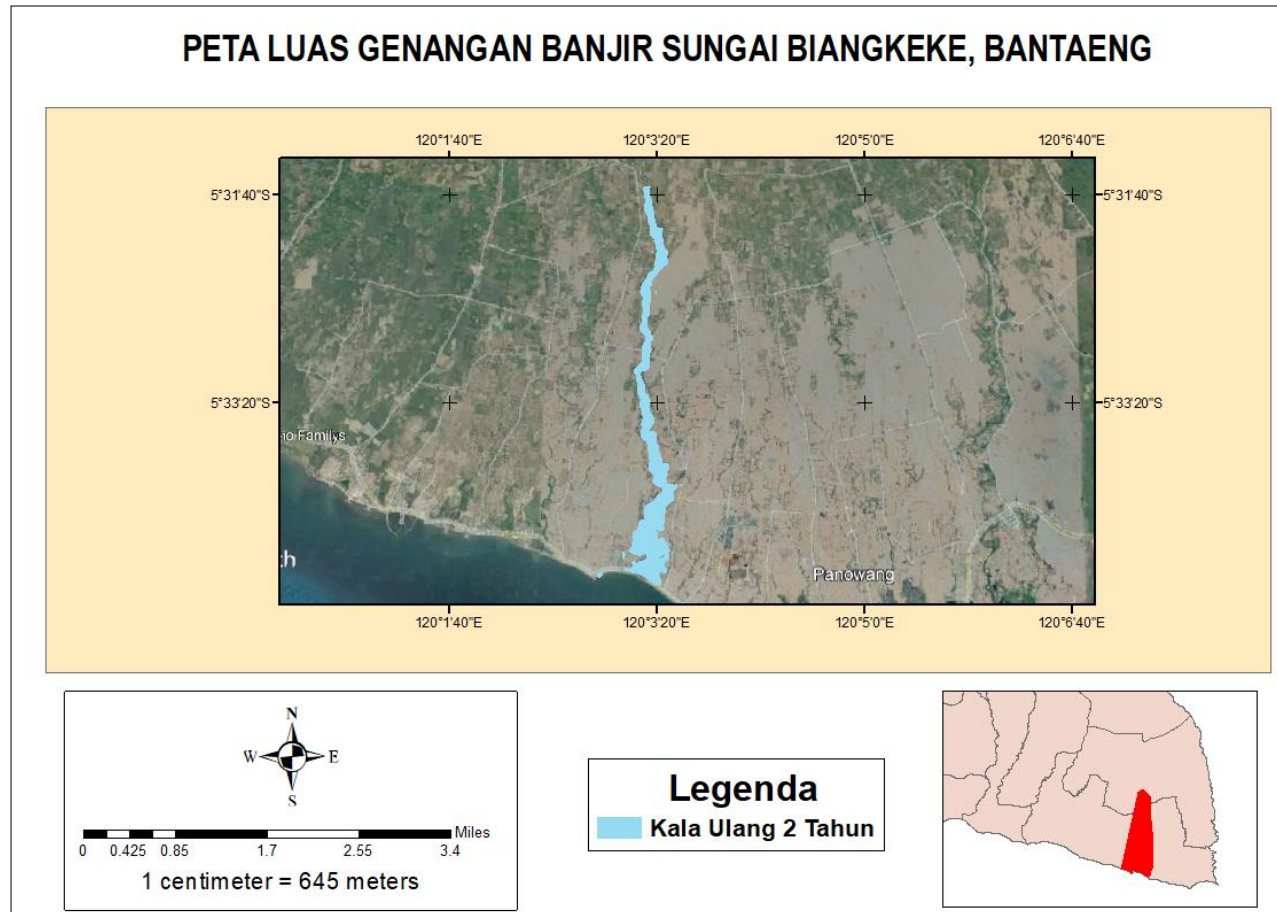 PETA LUAS GENANGAN BANJIR SUNGAI BIANGKEKE, BANTAENG
120°1'40"E 120°3'20"E 120°5'0"E 120°6'40"E
5°31'40"S 5°31'40"S
5°33'20"S 5°33'20"S
no Familys
th
Panowang
120°1'40"E 120°3'20"E 120°5'0"E 120°6'40"E
N
W E
S
Miles
0 0.425 0.85 1.7 2.55 3.4
1 centimeter = 645 meters
Legenda
Kala Ulang 2 Tahun